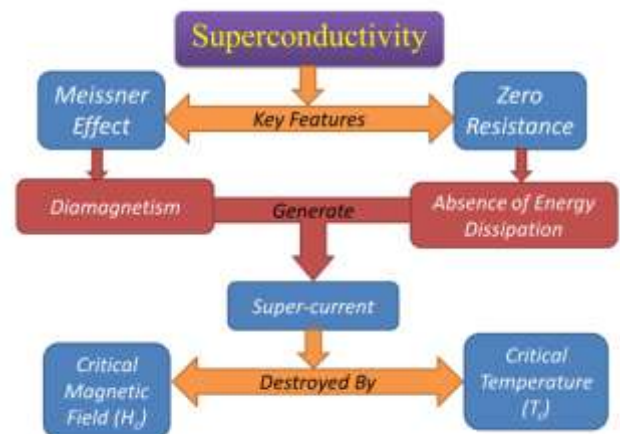 Superconductivity
Meissner
Effect
Key Features
Zero
Resistance
Diamagnetism
Generate
Absence of Energy
Dissipation
Super-current
Critical
Magnetic
Field (Hc)
Destroyed By
Critical
Temperature
(Tc)